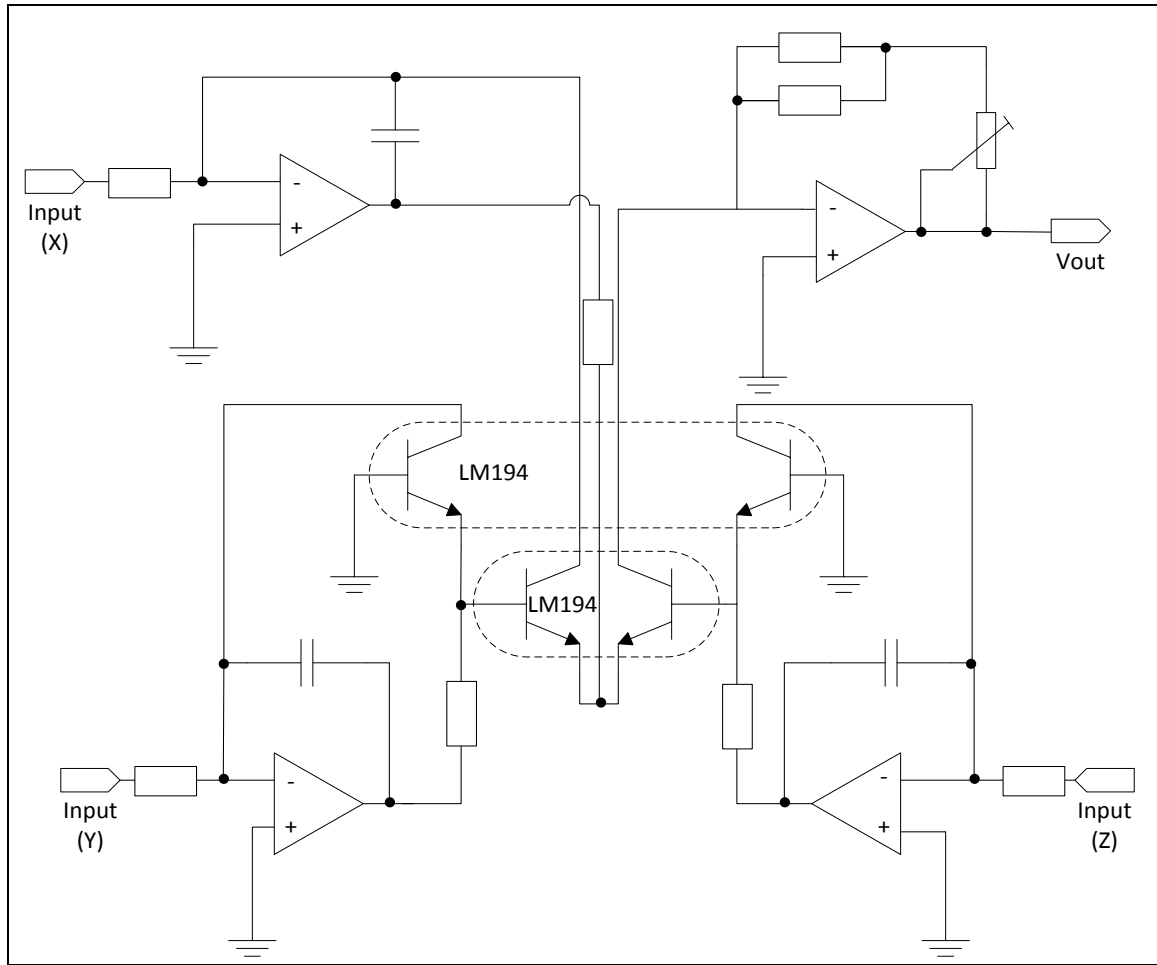 -
+
Input
(X)
-
+
Vout
LM194
LM194
-
+
Input
(Y)
-
+
Input
(Z)